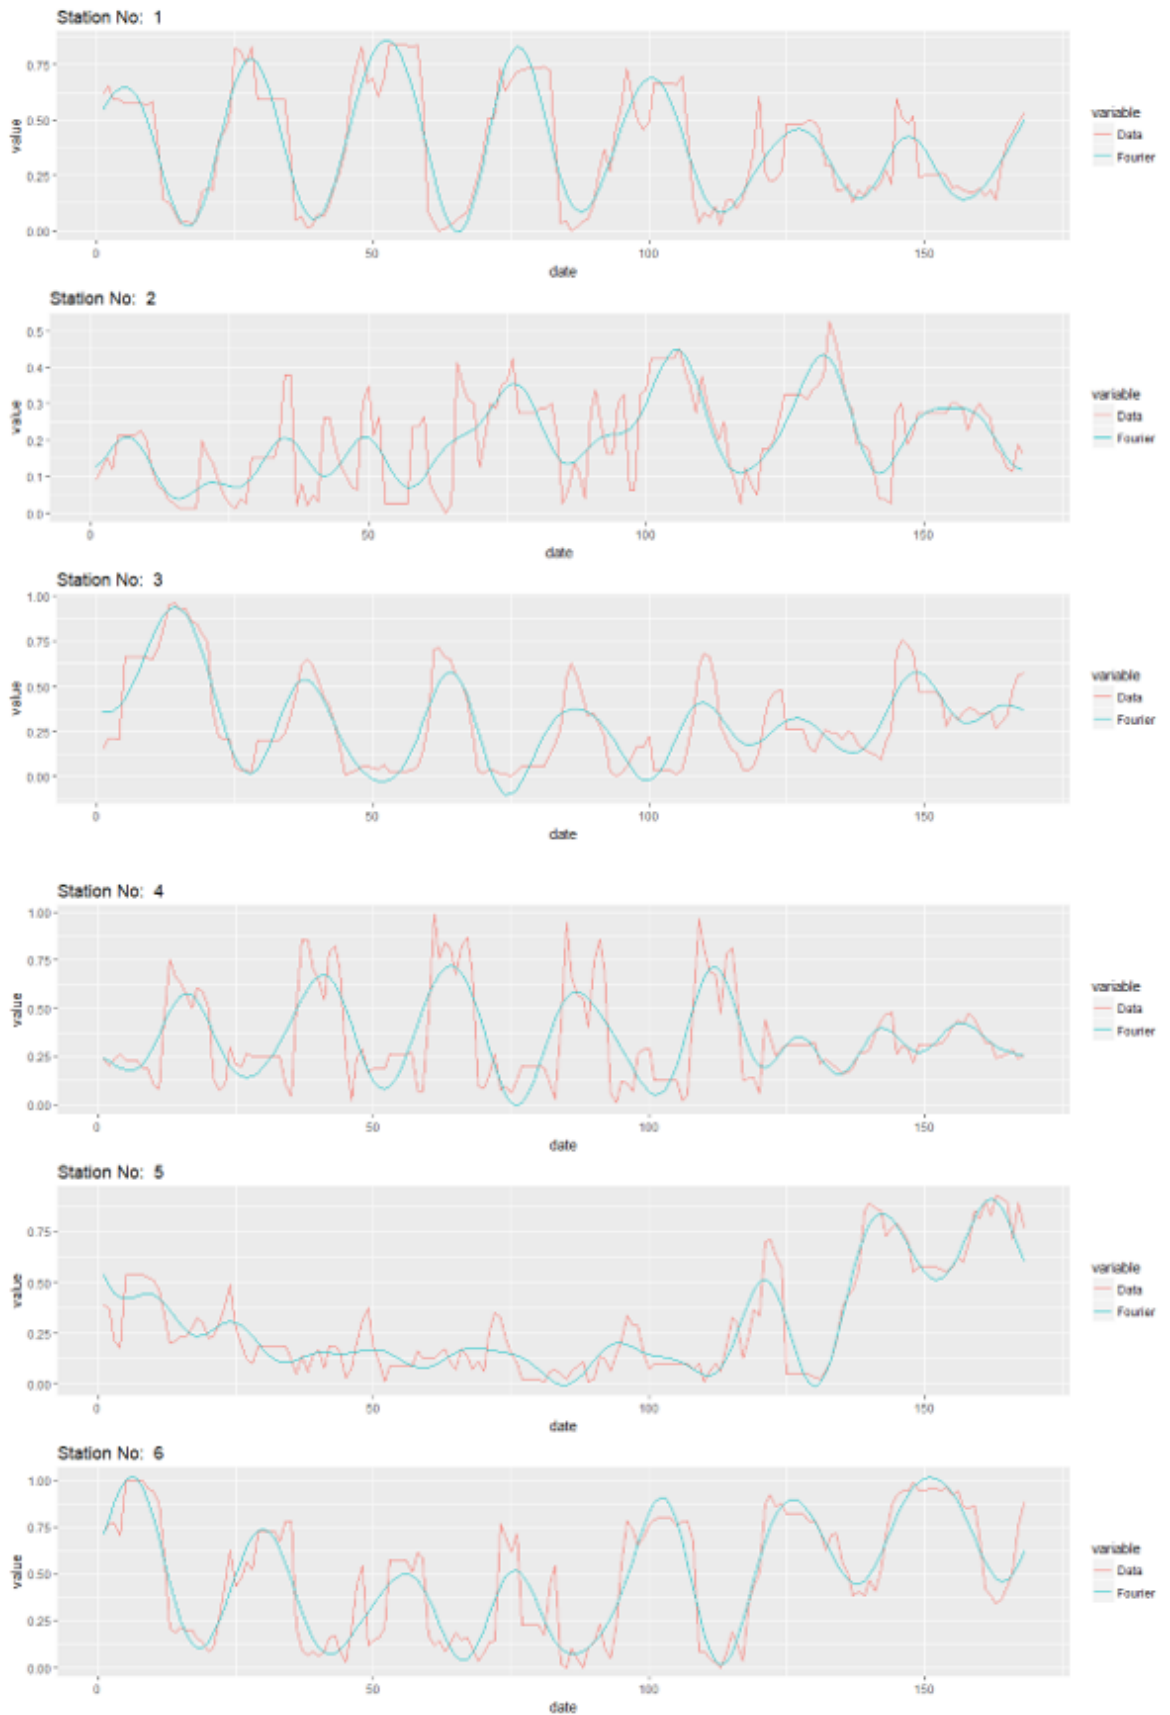 Station No: 1
0.75
0.50
0.25
0.00
value
0 50 100 150
date
variable
Data
Fourier
Station No: 2
0.5
0.4
0.3
0.2
0.1
0.0
value
0 50 100 150
date
variable
Data
Fourier
Station No: 3
1.00
0.75
0.50
0.25
0.00
value
0 50 100 150
date
variable
Data
Fourier
Station No: 4
1.00
0.75
0.50
0.25
0.00
value
0 50 100 150
date
variable
Data
Fourier
Station No: 5
0.75
0.50
0.25
0.00
value
0 50 100 150
date
variable
Data
Fourier
Station No: 6
1.00
0.75
0.50
0.25
0.00
value
0 50 100 150
date
variable
Data
Fourier